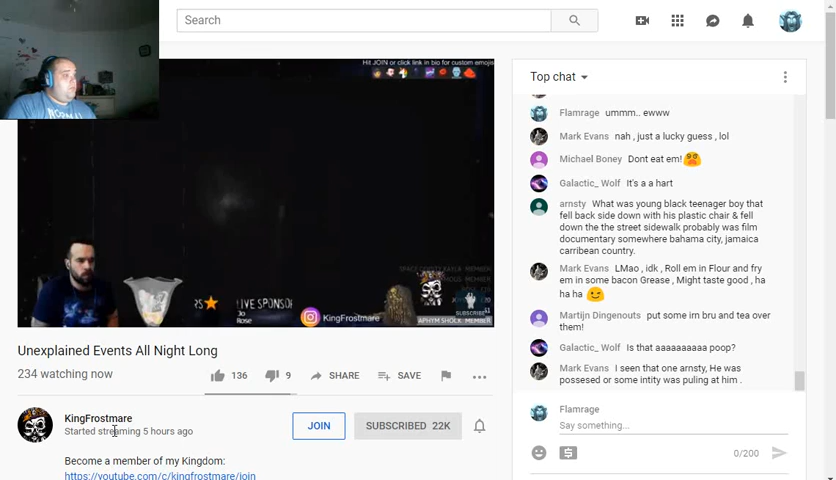 Search
Hit JOIN or click link in bio for custom emojis
LIVE SPONSOR
Jo
Rose
KingFrostmare
SUBSCRIBE
APHYM SHOCK: MEMBER
Unexplained Events All Night Long
234 watching now
136
9
SHARE
SAVE
KingFrostmare
Started streaming 5 hours ago
JOIN
SUBSCRIBED 22K
Become a member of my Kingdom:
https://youtube.com/c/kingfrostmare/join
Top chat
Flamrage ummm.. ewww
Mark Evans nah , just a lucky guess , lol
Michael Boney Dont eat em!
Galactic_ Wolf It's a a hart
arnsty What was young black teenager boy that
fell back side down with his plastic chair & fell
down the the street sidewalk probably was film
documentary somewhere bahama city, jamaica
carribean country.
Mark Evans LMao , idk , Roll em in Flour and fry
em in some bacon Grease , Might taste good , ha
ha ha
Martijn Dingenouts put some irn bru and tea over
them!
Galactic_ Wolf Is that aaaaaaaaa poop?
Mark Evans I seen that one arnsty, He was
possesed or some intity was puling at him .
Flamrage
Say something...
0/200